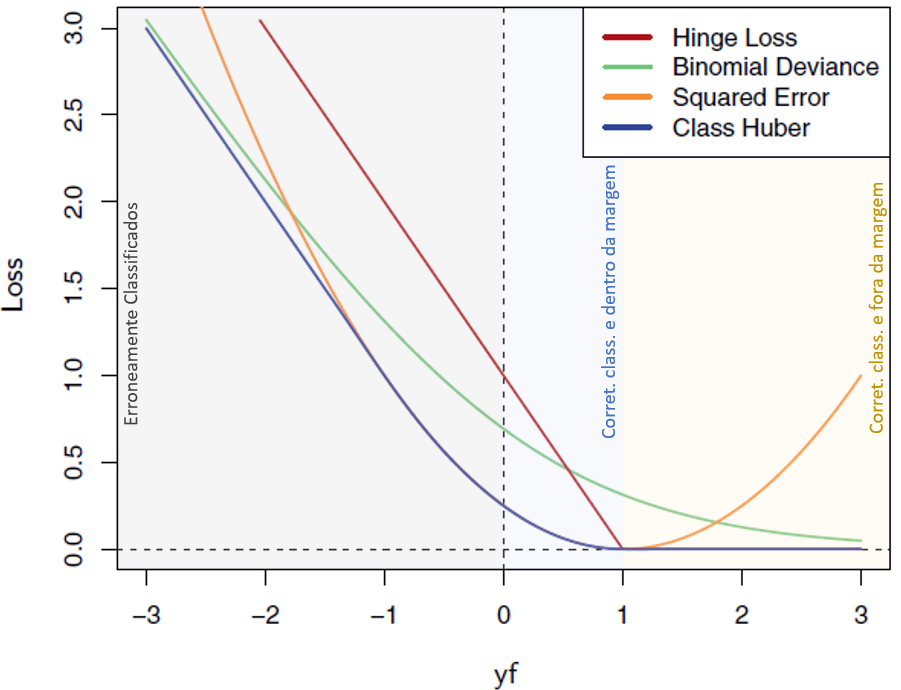 Hinge Loss
Binomial Deviance
Squared Error
Class Huber
3.0
2.5
2.0
1.5
1.0
0.5
0.0
Loss
Erroneamente Classificados
Corret. class. e dentro da margem
Corret. class. e fora da margem
−3
−2
−1
0
1
2
3
yf